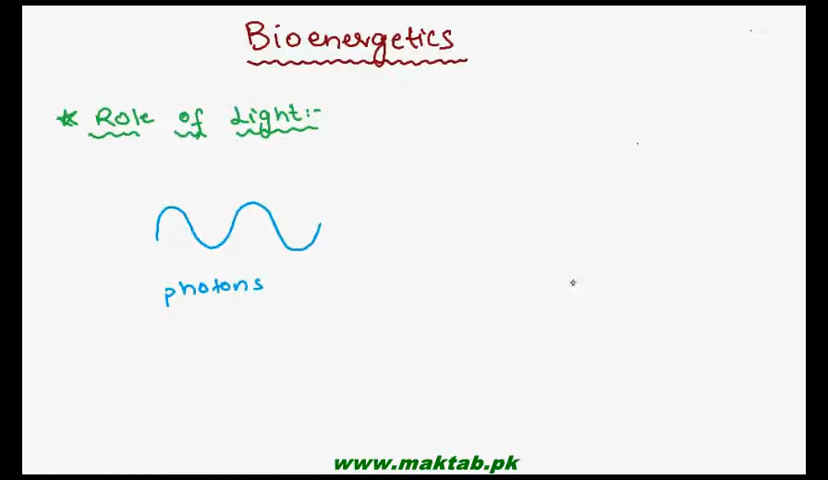 Bioenergetics
* Role of Light:-
photons
www.maktab.pk